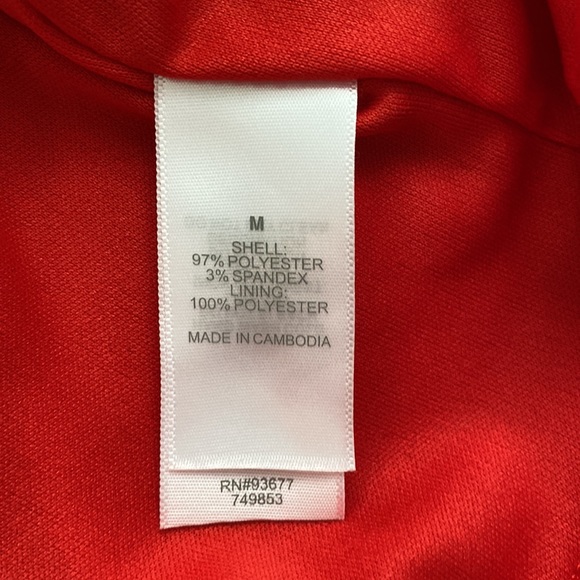 M
SHELL:
97% POLYESTER
3% SPANDEX
LINING:
100% POLYESTER
MADE IN CAMBODIA
RN#93677
749853